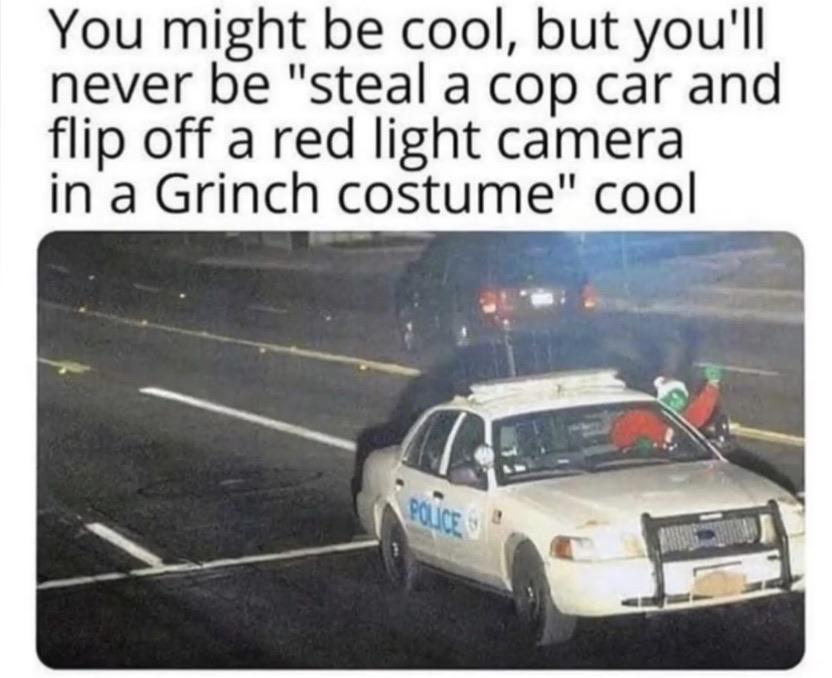 You might be cool, but you'll
never be "steal a cop car and
flip off a red light camera
in a Grinch costume" cool
POLICE